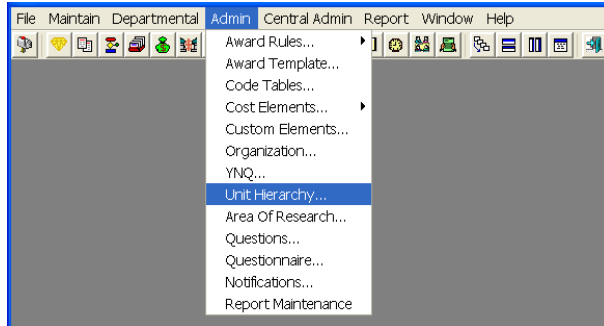 File Maintain Departmental Admin Central Admin Report Window Help
Award Rules...
Award Template...
Code Tables...
Cost Elements...
Custom Elements...
Organization...
YNQ...
Unit Hierarchy...
Area Of Research...
Questions...
Questionnaire...
Notifications...
Report Maintenance